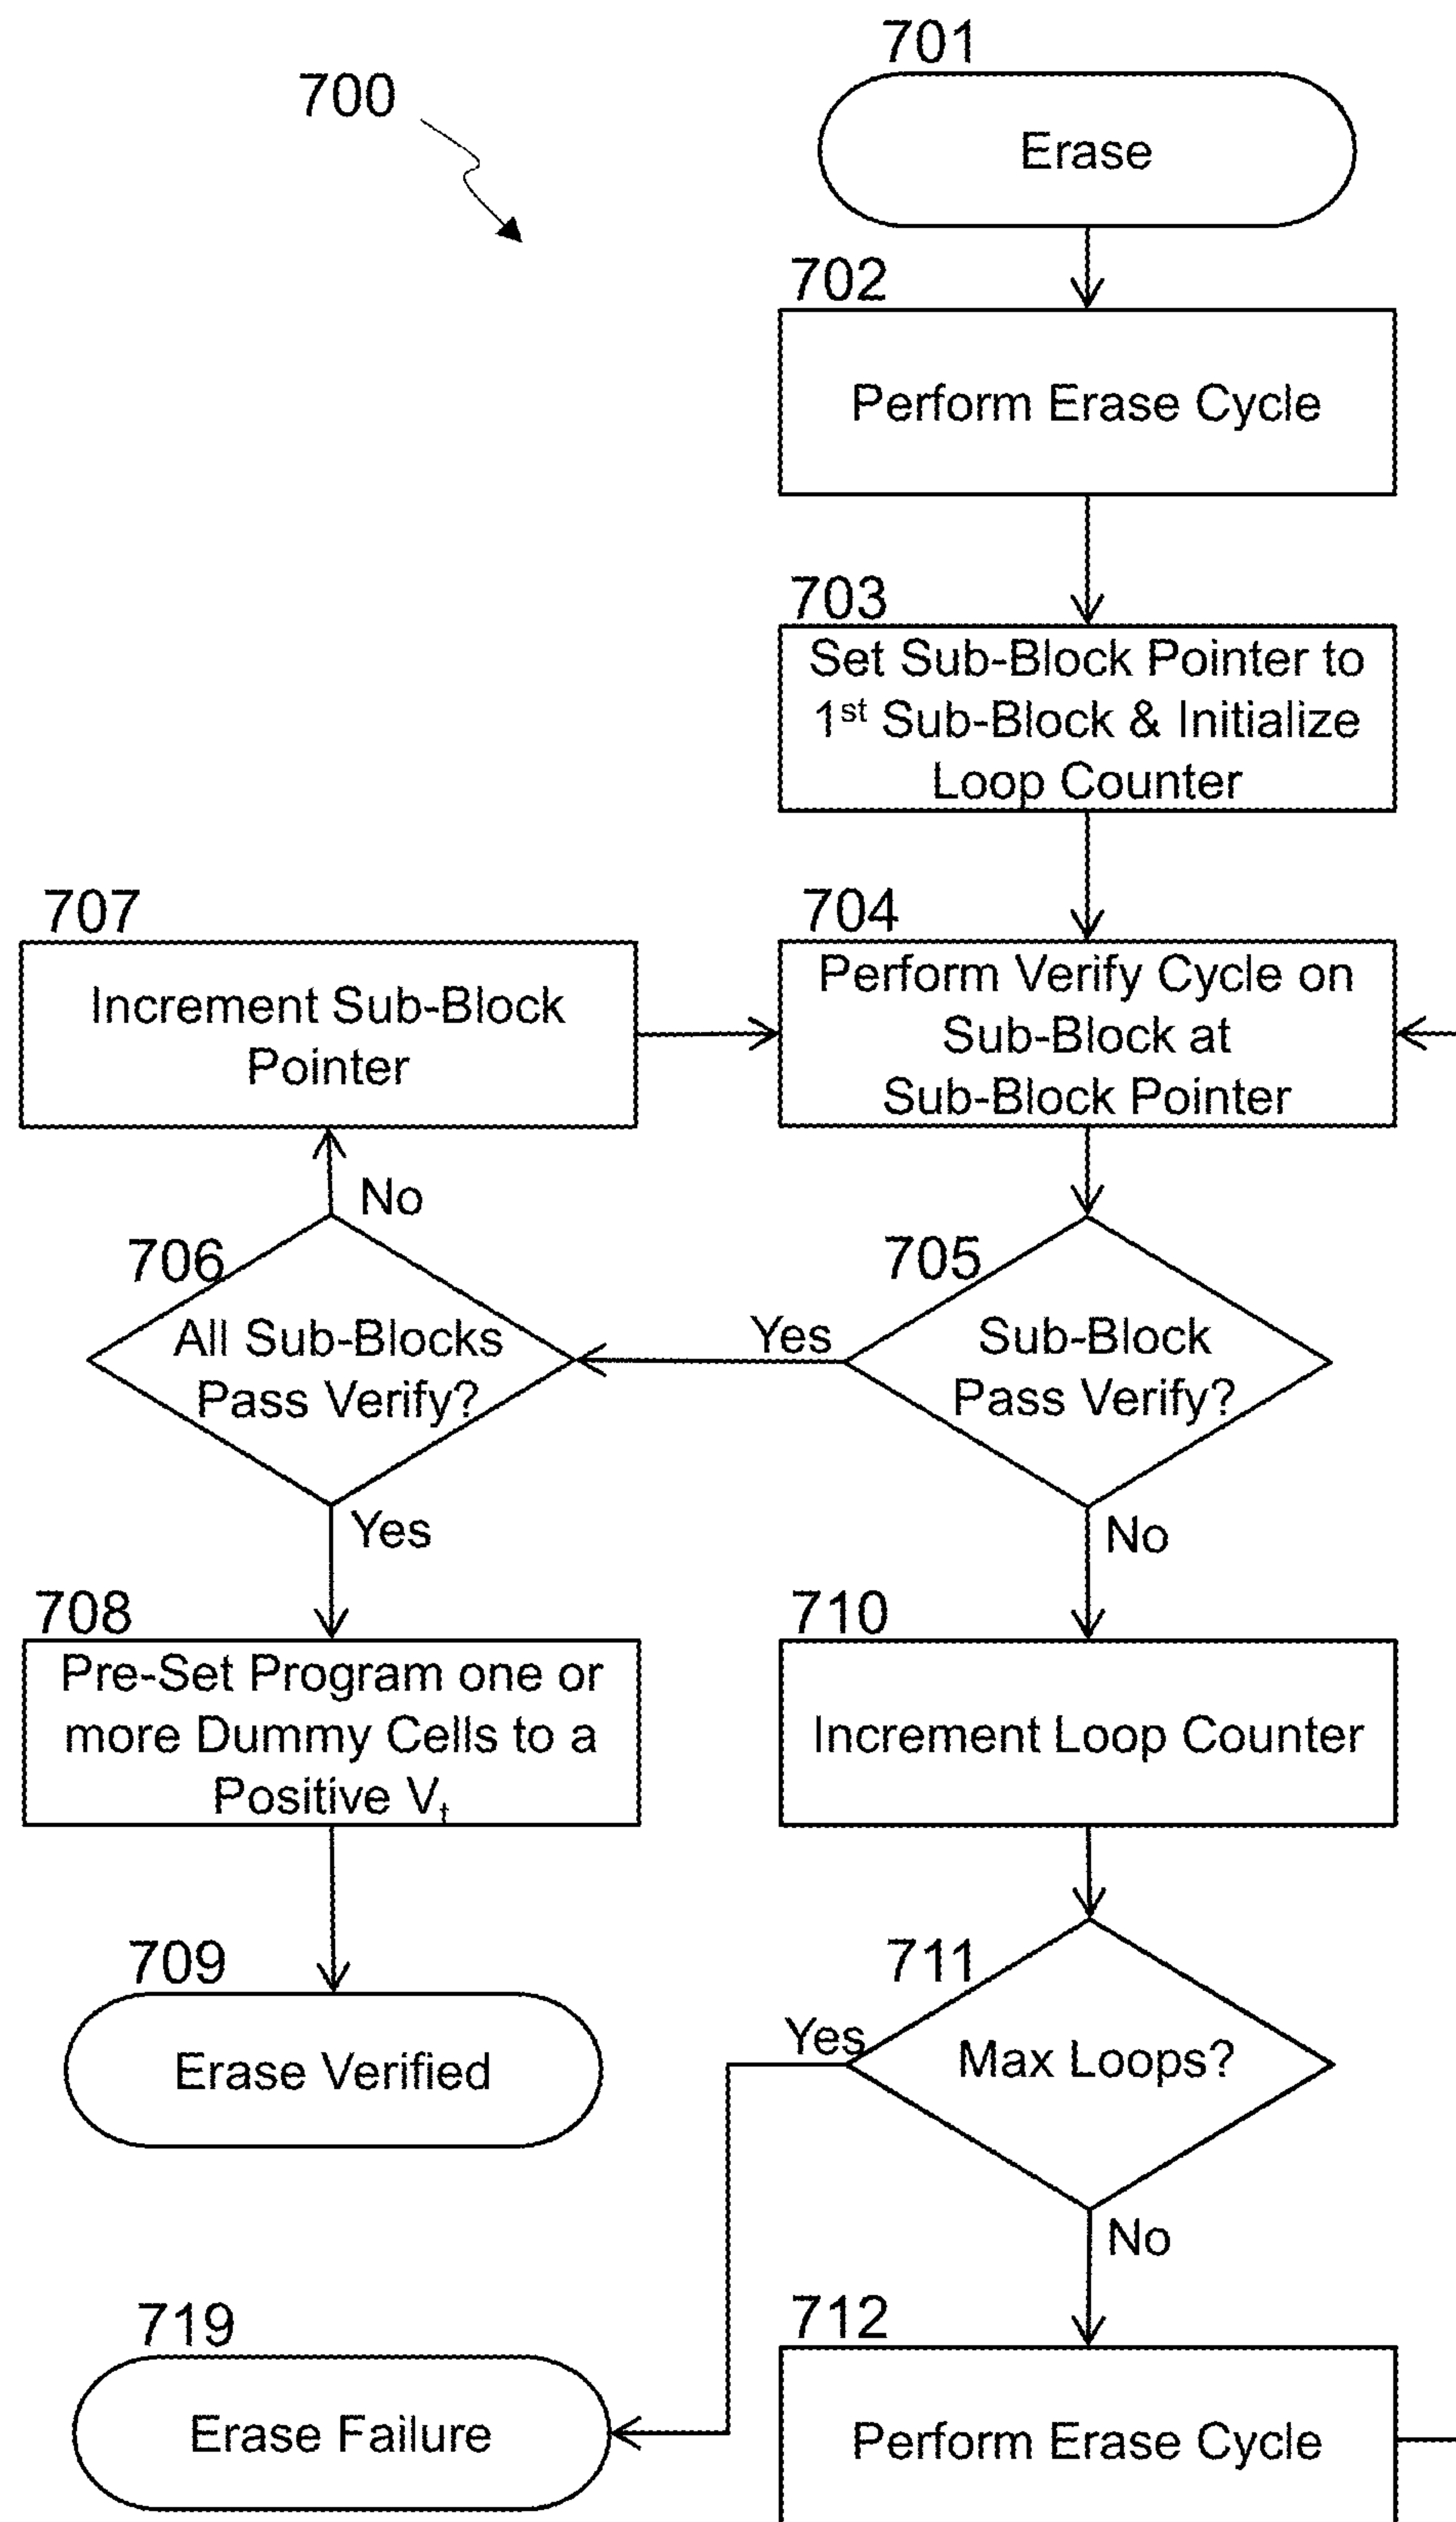 701
700
Erase
702
Perform Erase Cycle
703
Set Sub-Block Pointer to
1st Sub-Block & Initialize
Loop Counter
707
704
Increment Sub-Block
Pointer
Perform Verify Cycle on
Sub-Block at
Sub-Block Pointer
No
706
705
All Sub-Blocks
Pass Verify?
Yes
Sub-Block
Pass Verify?
Yes
No
708
710
Pre-Set Program one or
more Dummy Cells to a
Positive Vt
Increment Loop Counter
709
711
Erase Verified
Yes
Max Loops?
No
719
712
Erase Failure
Perform Erase Cycle